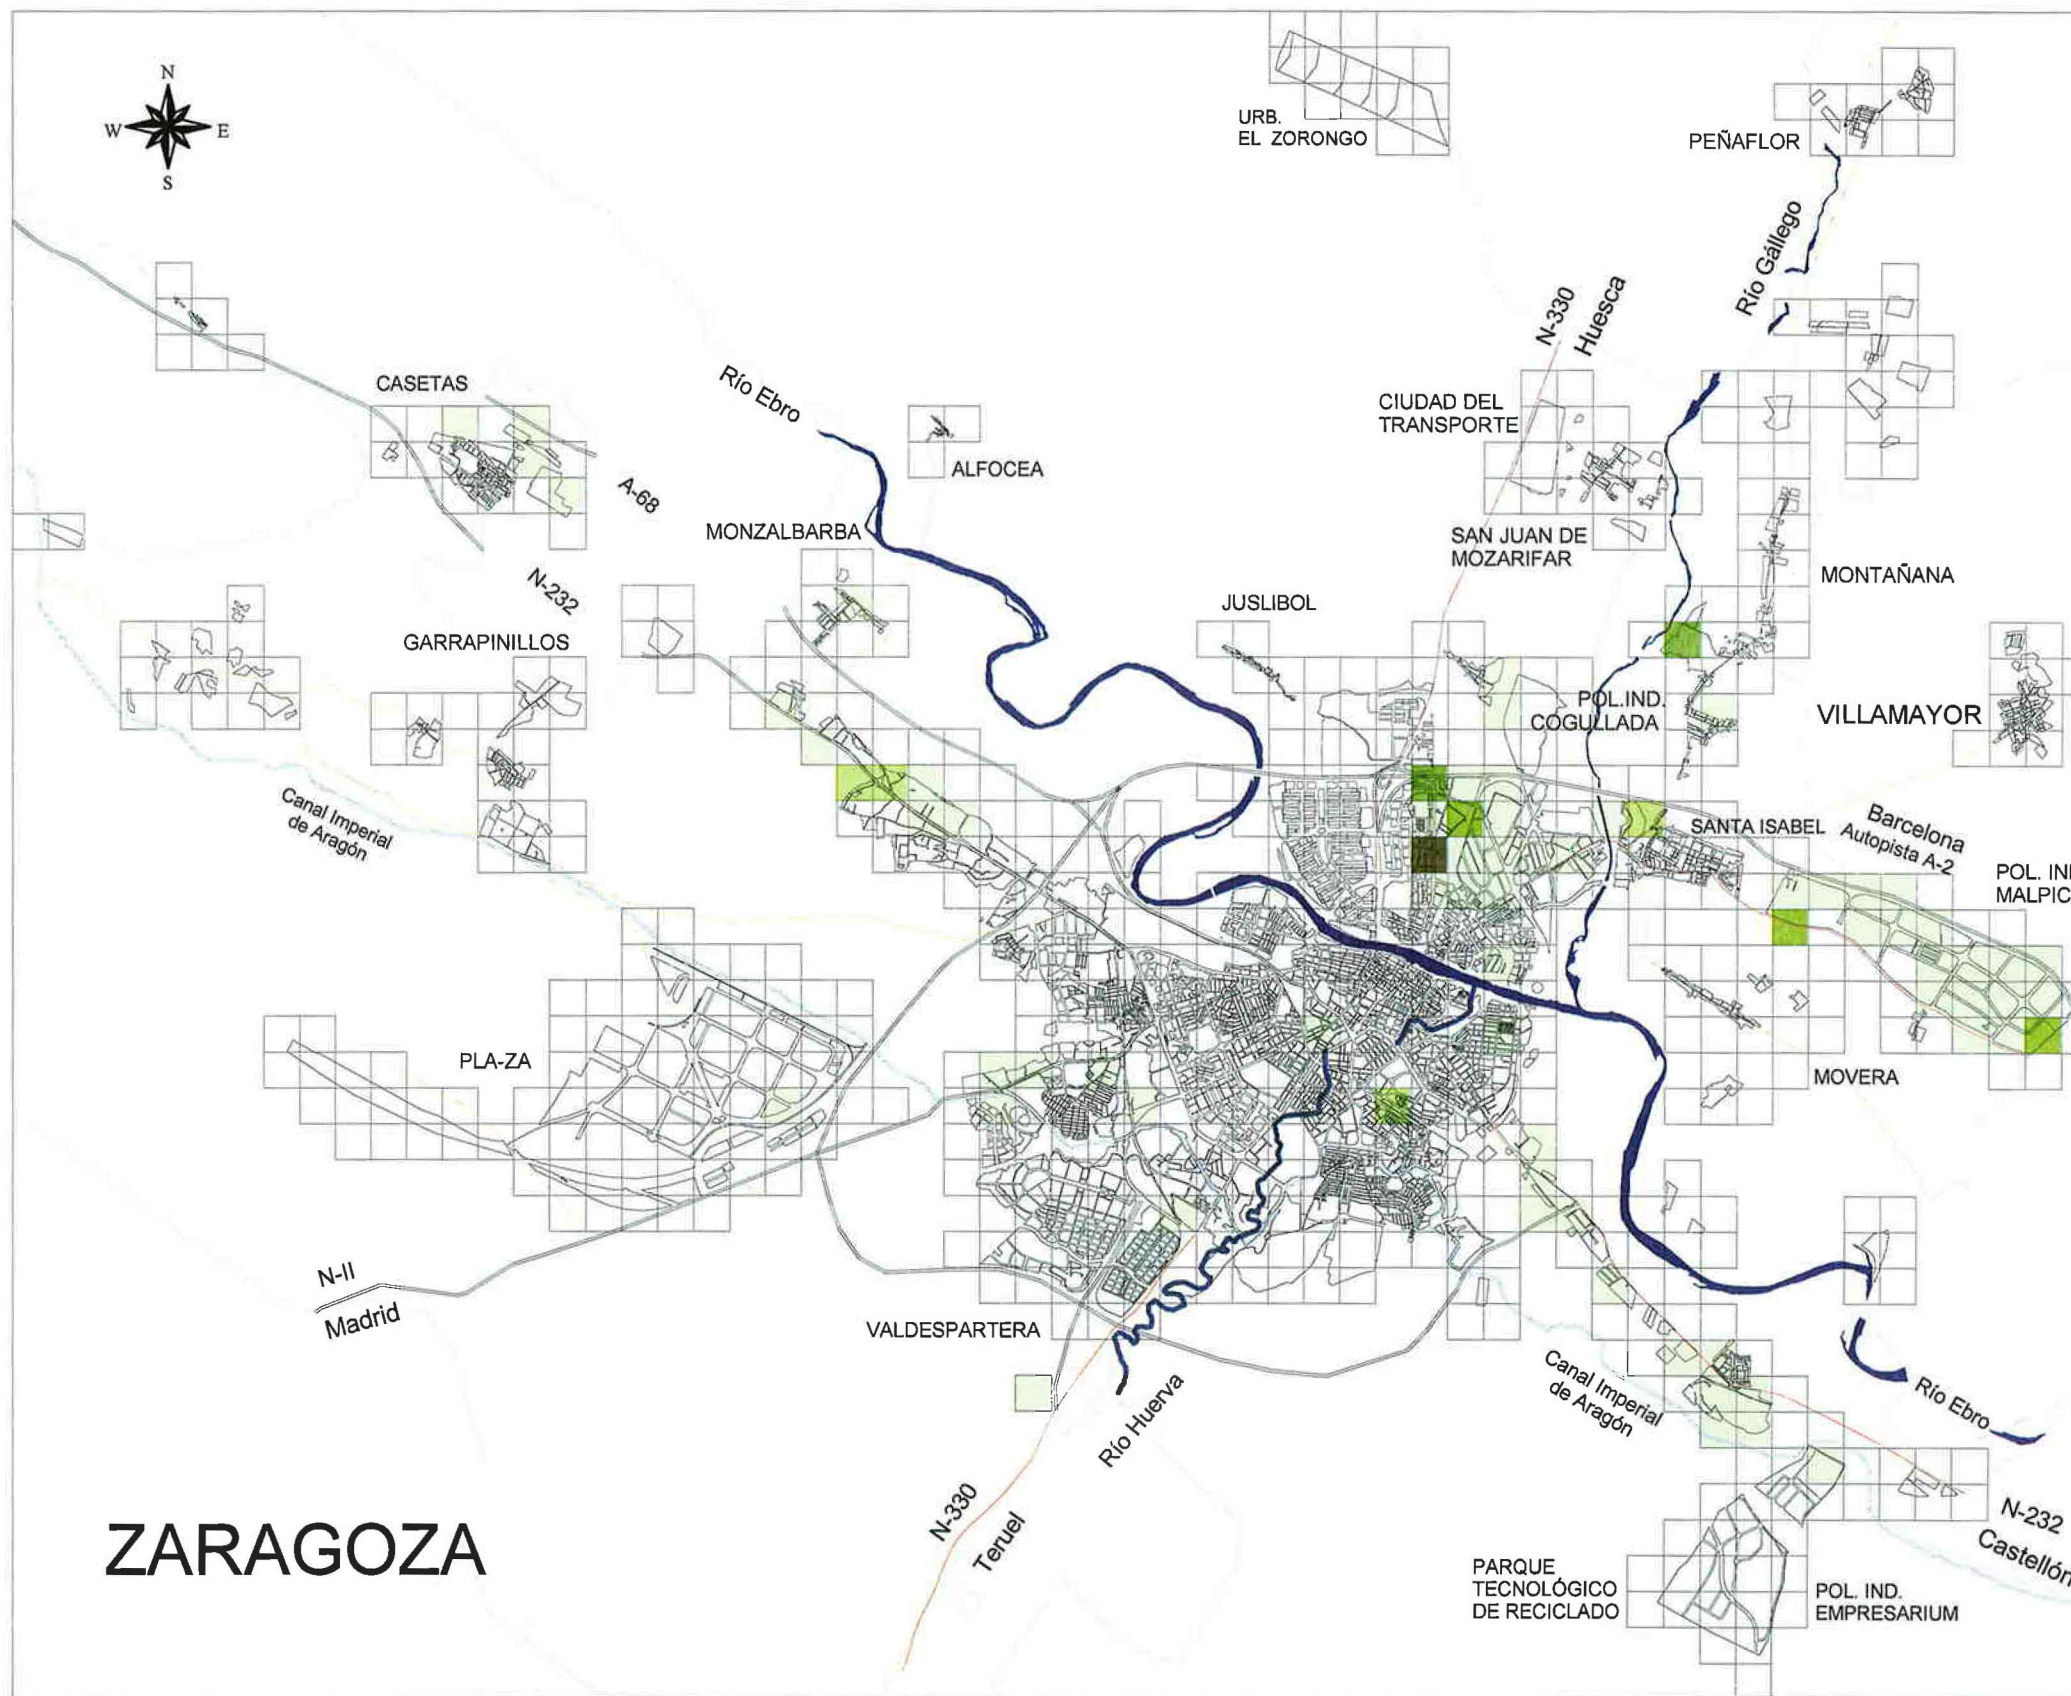 N
W
E
S
URB.
EL ZORONGO
PEÑAFLOR
Río Gállego
N-330
Huesca
CASETAS
Río Ebro
ALFOCEA
CIUDAD DEL
TRANSPORTE
A-68
MONZALBARBA
SAN JUAN DE
MOZARIFAR
MONTAÑANA
N-232
JUSLIBOL
GARRAPINILLOS
POL.IND.
COGULLADA
VILLAMAYOR
Canal Imperial
de Aragón
SANTA ISABEL
Barcelona
Autopista A-2
POL. IN
MALPIC
PLA-ZA
MOVERA
N-II
Madrid
VALDESPARTERA
Río Huerva
Canal Imperial
de Aragón
Río Ebro
N-330
Teruel
ZARAGOZA
N-232
Castellón
PARQUE
TECNOLÓGICO
DE RECICLADO
POL. IND.
EMPRESARIUM